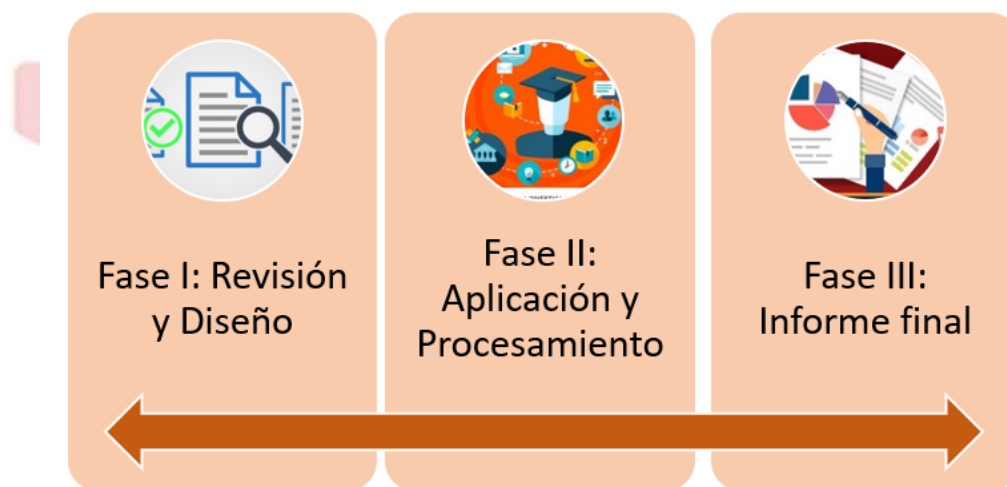 Fase I: Revisión
y Diseño
Fase II:
Aplicación y
Procesamiento
Fase III:
Informe final